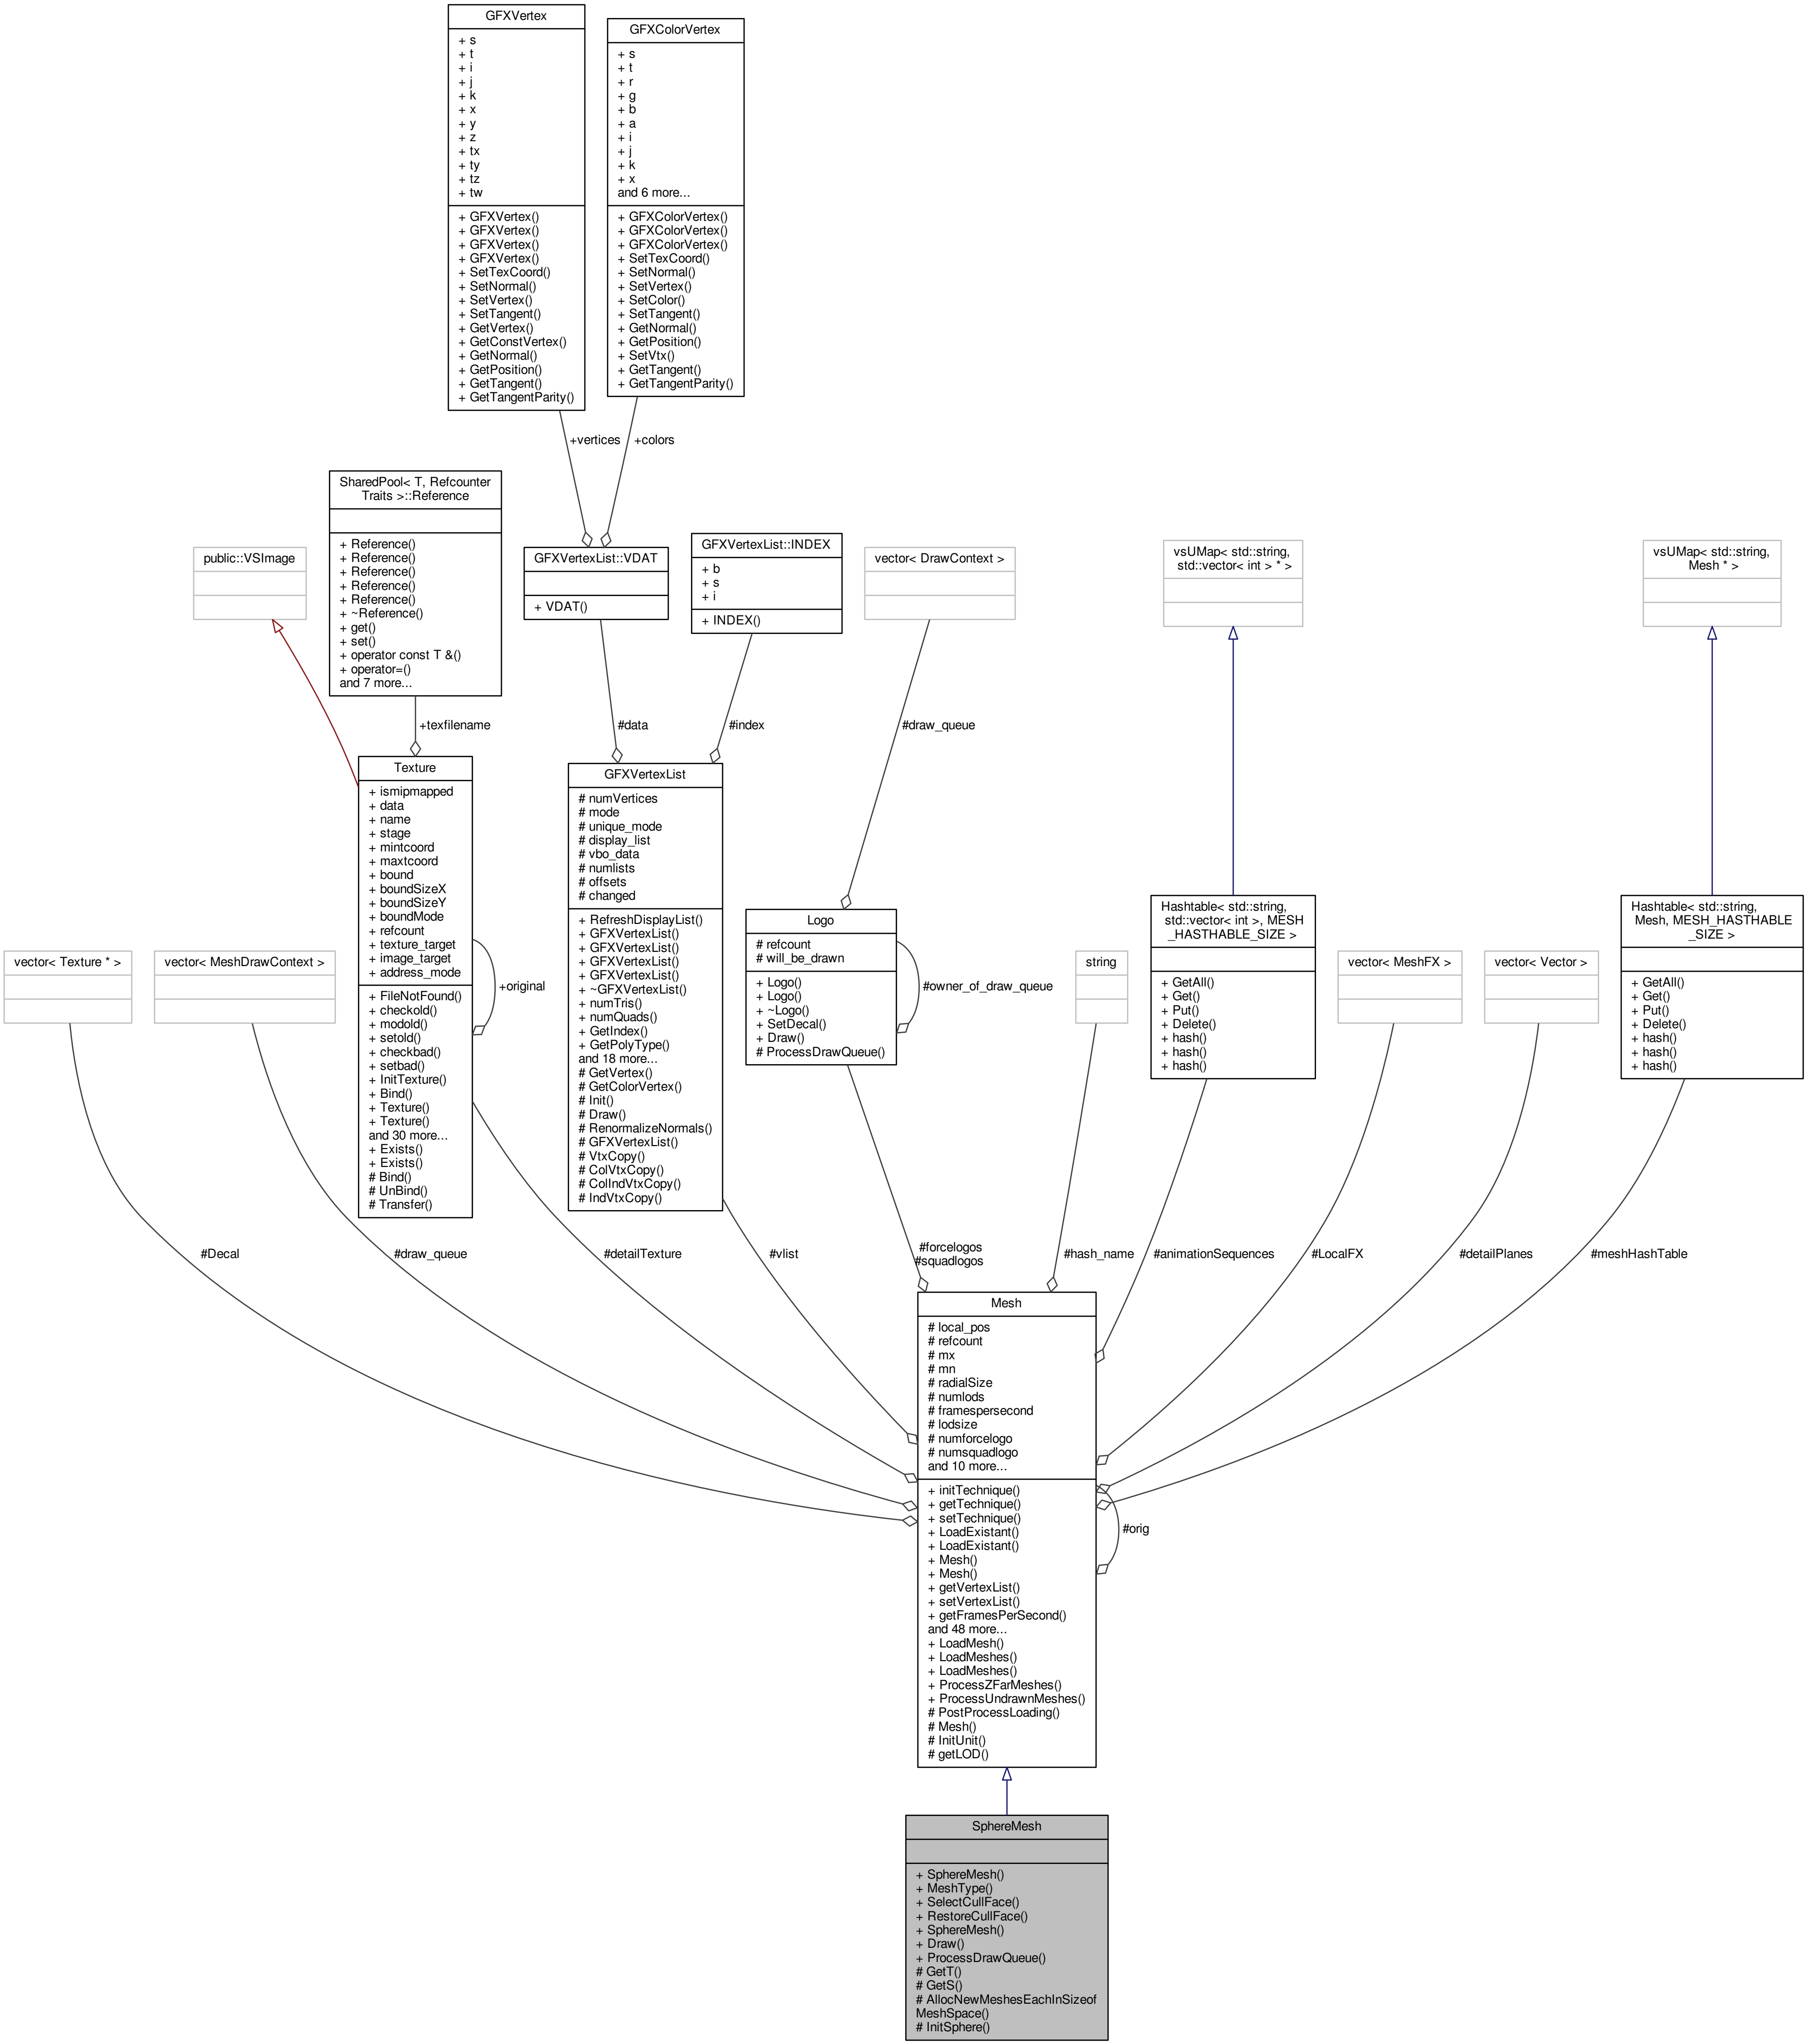 GFXVertex
+ s
+ t
+ i
+ j
+ k
+ x
+ y
+ z
+ tx
+ ty
+ tz
+ tw
+ GFXVertex()
+ GFXVertex()
+ GFXVertex()
+ GFXVertex()
+ SetTexCoord()
+ SetNormal()
+ SetVertex()
+ SetTangent()
+ GetVertex()
+ GetConstVertex()
+ GetNormal()
+ GetPosition()
+ GetTangent()
+ GetTangentParity()
GFXColorVertex
+ s
+ t
+ r
+ g
+ b
+ a
+ i
+ j
+ k
+ x
and 6 more...
+ GFXColorVertex()
+ GFXColorVertex()
+ GFXColorVertex()
+ SetTexCoord()
+ SetNormal()
+ SetVertex()
+ SetColor()
+ SetTangent()
+ GetNormal()
+ GetPosition()
+ SetVtx()
+ GetTangent()
+ GetTangentParity()
+vertices
+colors
public::VSImage
SharedPool< T, Refcounter
Traits >::Reference
+ Reference()
+ Reference()
+ Reference()
+ Reference()
+ Reference()
+ ~Reference()
+ get()
+ set()
+ operator const T &()
+ operator=()
and 7 more...
GFXVertexList::VDAT
+ VDAT()
GFXVertexList::INDEX
+ b
+ s
+ i
+ INDEX()
vector< DrawContext >
vsUMap< std::string,
std::vector< int > * >
vsUMap< std::string,
Mesh * >
+texfilename
#data
#index
#draw_queue
vector< Texture * >
vector< MeshDrawContext >
Texture
+ ismipmapped
+ data
+ name
+ stage
+ mintcoord
+ maxtcoord
+ bound
+ boundSizeX
+ boundSizeY
+ boundMode
+ refcount
+ texture_target
+ image_target
+ address_mode
+ FileNotFound()
+ checkold()
+ modold()
+ setold()
+ checkbad()
+ setbad()
+ InitTexture()
+ Bind()
+ Texture()
+ Texture()
and 30 more...
+ Exists()
+ Exists()
# Bind()
# UnBind()
# Transfer()
+original
GFXVertexList
# numVertices
# mode
# unique_mode
# display_list
# vbo_data
# numlists
# offsets
# changed
+ RefreshDisplayList()
+ GFXVertexList()
+ GFXVertexList()
+ GFXVertexList()
+ GFXVertexList()
+ ~GFXVertexList()
+ numTris()
+ numQuads()
+ GetIndex()
+ GetPolyType()
and 18 more...
# GetVertex()
# GetColorVertex()
# Init()
# Draw()
# RenormalizeNormals()
# GFXVertexList()
# VtxCopy()
# ColVtxCopy()
# ColIndVtxCopy()
# IndVtxCopy()
Logo
# refcount
# will_be_drawn
+ Logo()
+ Logo()
+ ~Logo()
+ SetDecal()
+ Draw()
# ProcessDrawQueue()
#owner_of_draw_queue
string
Hashtable< std::string,
std::vector< int >, MESH
_HASTHABLE_SIZE >
+ GetAll()
+ Get()
+ Put()
+ Delete()
+ hash()
+ hash()
+ hash()
vector< MeshFX >
vector< Vector >
Hashtable< std::string,
Mesh, MESH_HASTHABLE
_SIZE >
+ GetAll()
+ Get()
+ Put()
+ Delete()
+ hash()
+ hash()
+ hash()
#Decal
#draw_queue
#detailTexture
#vlist
#forcelogos
#squadlogos
#hash_name
#animationSequences
#LocalFX
#detailPlanes
#meshHashTable
Mesh
# local_pos
# refcount
# mx
# mn
# radialSize
# numlods
# framespersecond
# lodsize
# numforcelogo
# numsquadlogo
and 10 more...
+ initTechnique()
+ getTechnique()
+ setTechnique()
+ LoadExistant()
+ LoadExistant()
+ Mesh()
+ Mesh()
+ getVertexList()
+ setVertexList()
+ getFramesPerSecond()
and 48 more...
+ LoadMesh()
+ LoadMeshes()
+ LoadMeshes()
+ ProcessZFarMeshes()
+ ProcessUndrawnMeshes()
# PostProcessLoading()
# Mesh()
# InitUnit()
# getLOD()
#orig
SphereMesh
+ SphereMesh()
+ MeshType()
+ SelectCullFace()
+ RestoreCullFace()
+ SphereMesh()
+ Draw()
+ ProcessDrawQueue()
# GetT()
# GetS()
# AllocNewMeshesEachInSizeof
MeshSpace()
# InitSphere()